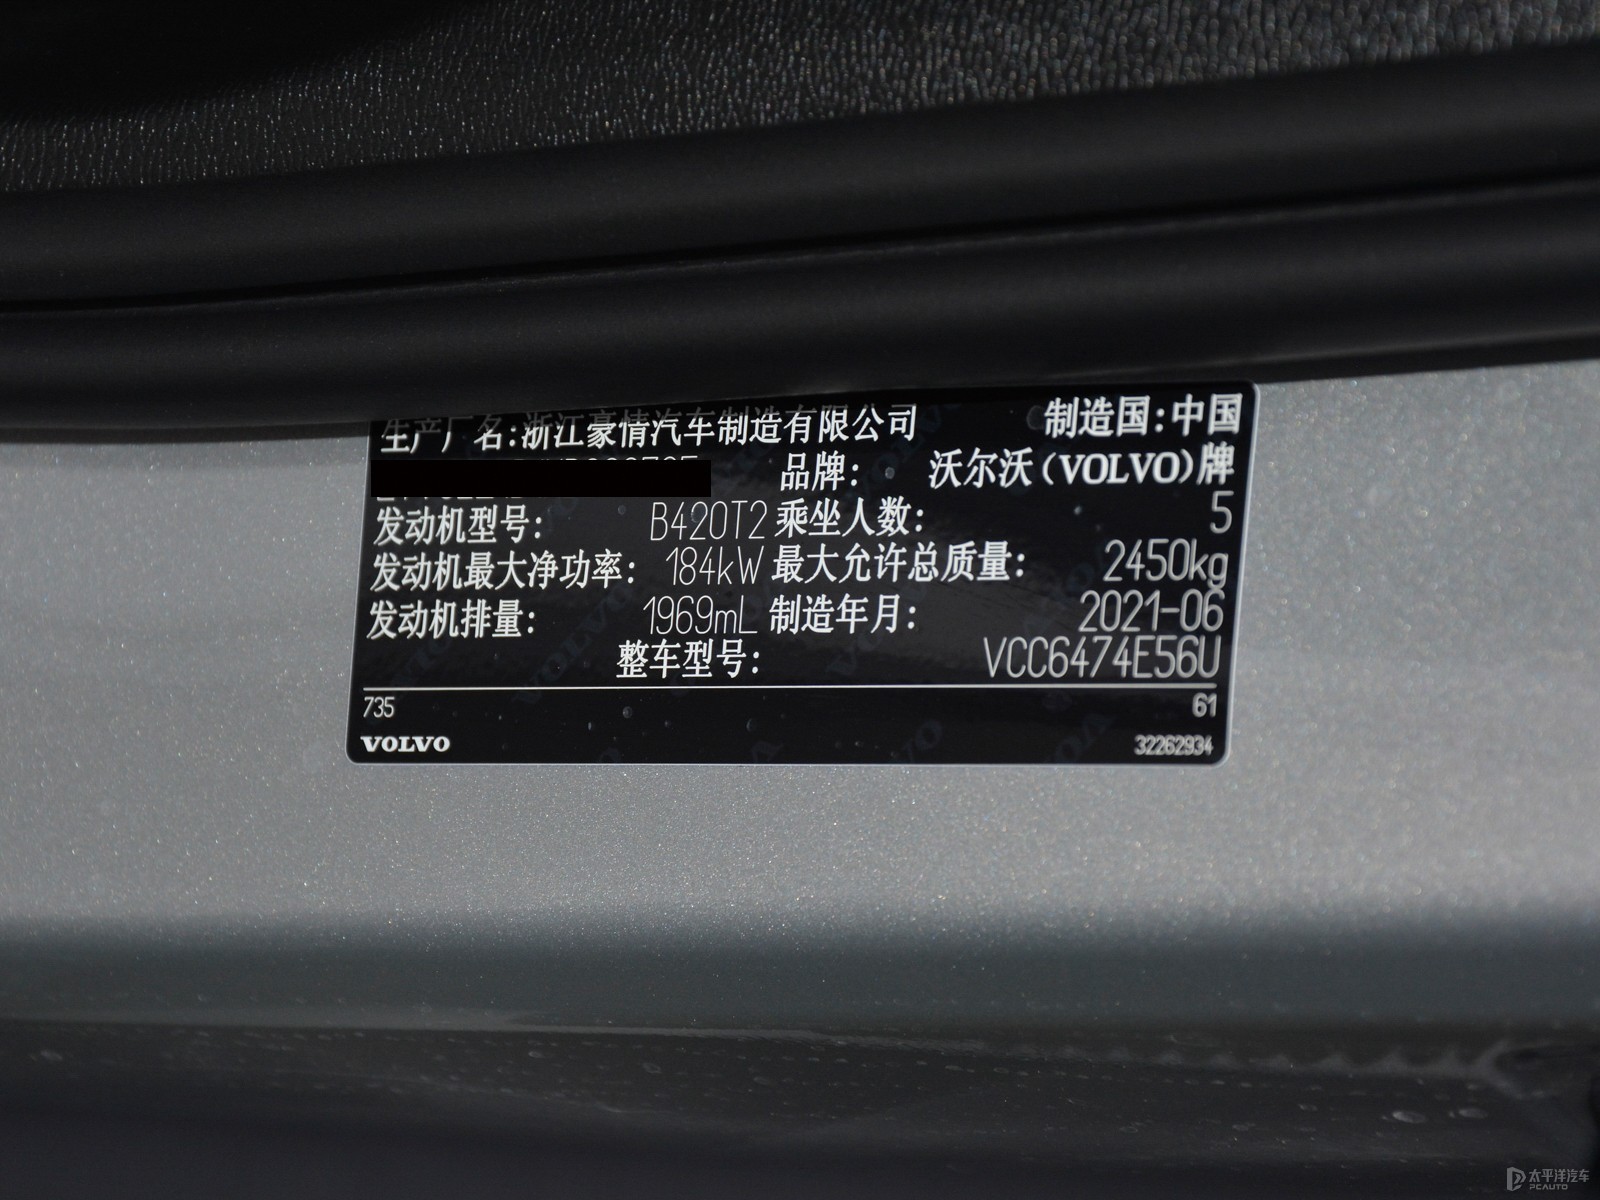 生产厂名:浙江豪情汽车制造有限公司 制造国:中国
品牌: 沃尔沃(VOLVO)牌
发动机型号: B420T2 乘坐人数: 5
发动机最大净功率: 184kW 最大允许总质量: 2450kg
发动机排量: 1969mL 制造年月: 2021-06
整车型号: VCC6474E56U
735 61
VOLVO 32262934
太平洋汽车
PCAUTO